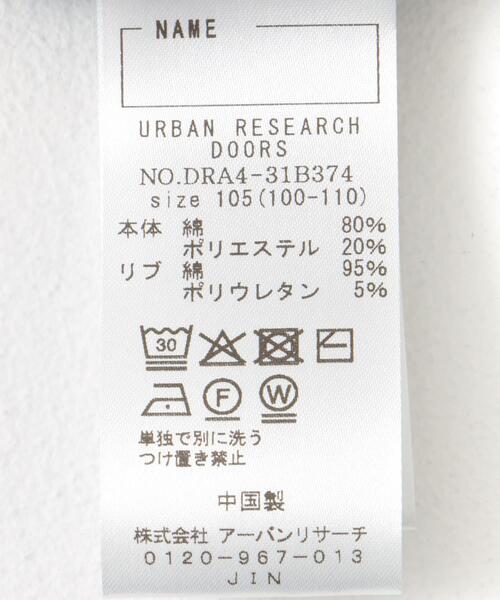 NAME
URBAN RESEARCH
DOORS
NO.DRA4-31B374
size 105(100-110)
本体 綿 80%
ポリエステル 20%
リブ 綿 95%
ポリウレタン 5%
30
F W
単独で別に洗う
つけ置き禁止
中国製
株式会社 アーバンリサーチ
0120-967-013
JIN